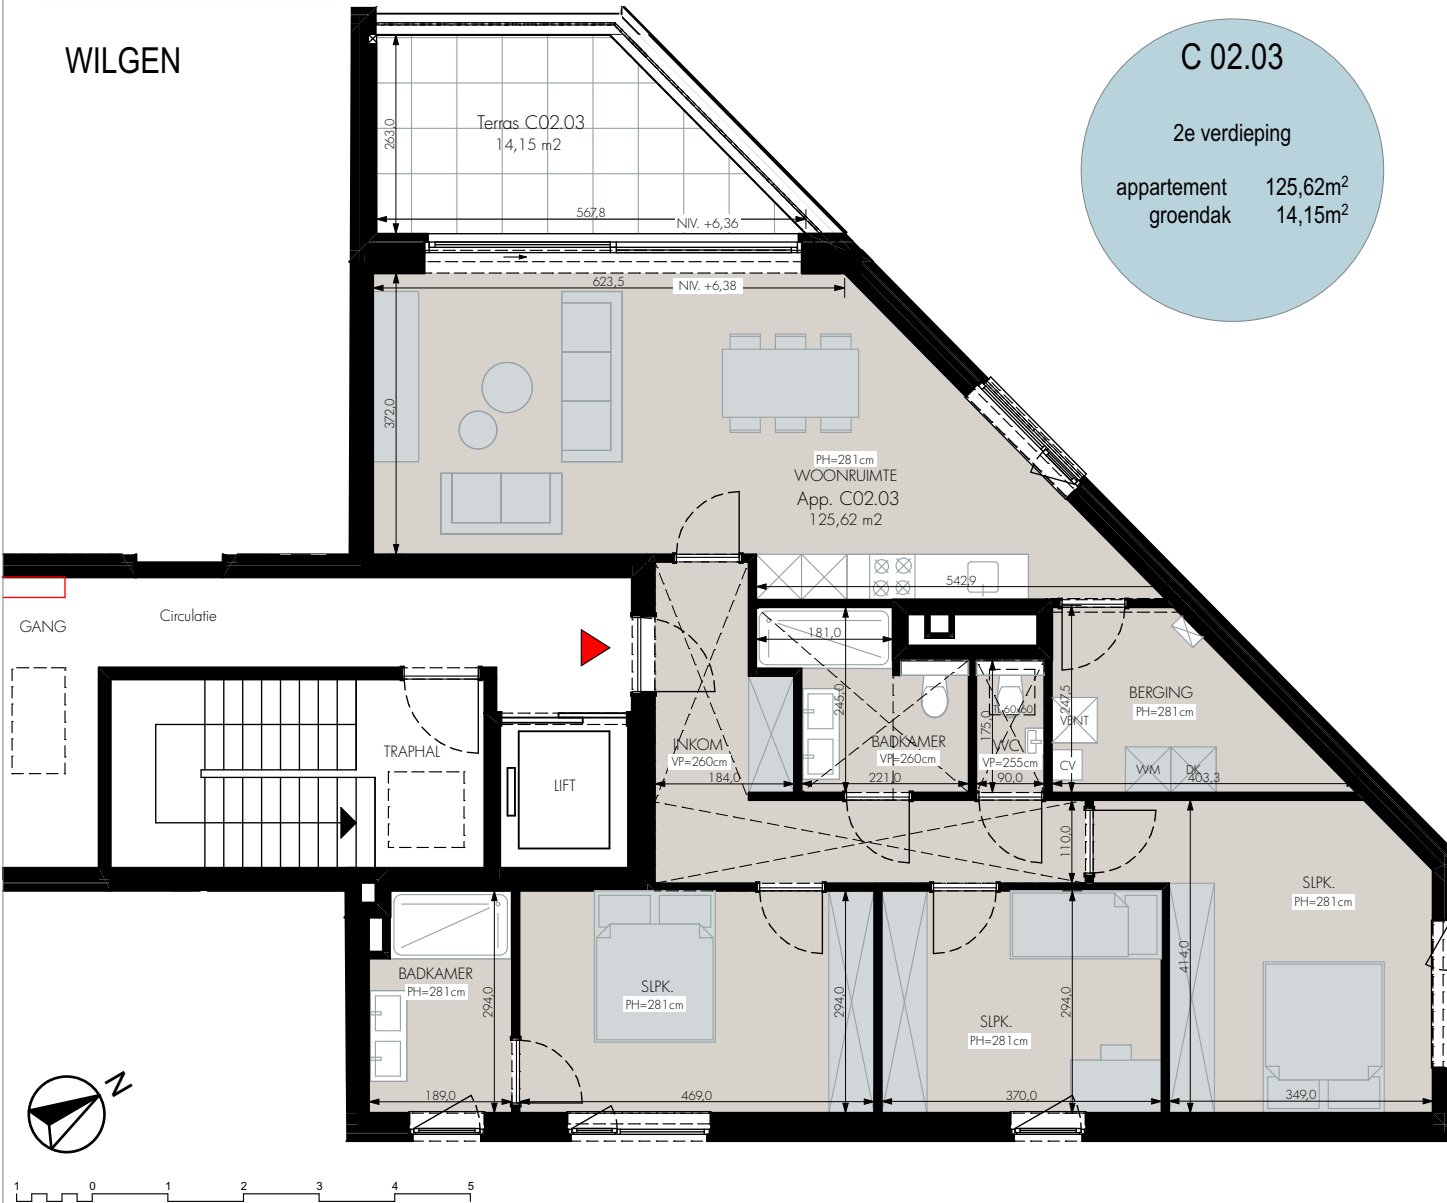 WILGEN
C 02.03
2e verdieping
appartement 125,62m²
groendak 14,15m²
Terras C02.03
14,15 m2
263,0
567,8
NIV. +6,36
623,5
NIV. +6,38
372,0
PH=281cm
WOONRUIMTE
App. C02.03
125,62 m2
542,9
GANG
Circulatie
TRAPHAL
LIFT
INKOM
VP=260cm
184,0
181,0
245,0
BADKAMER
VP=260cm
221,0
175,0
TL 60/60
WC
VP=255cm
90,0
247,5
VENT
CV
BERGING
PH=281cm
WM
DK
403,3
110,0
SLPK.
PH=281cm
414,0
349,0
BADKAMER
PH=281cm
294,0
189,0
SLPK.
PH=281cm
294,0
469,0
SLPK.
PH=281cm
294,0
370,0
N
1 0 1 2 3 4 5